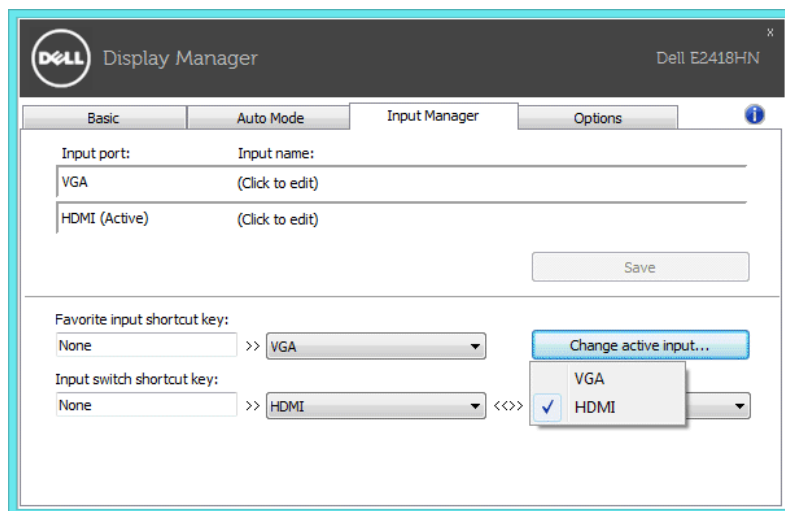 DELL Display Manager
x
Dell E2418HN
Basic Auto Mode Input Manager Options i
Input port: Input name:
VGA (Click to edit)
HDMI (Active) (Click to edit)
Save
Favorite input shortcut key:
None >> VGA Change active input...
VGA
HDMI
Input switch shortcut key:
None >> HDMI <<>>